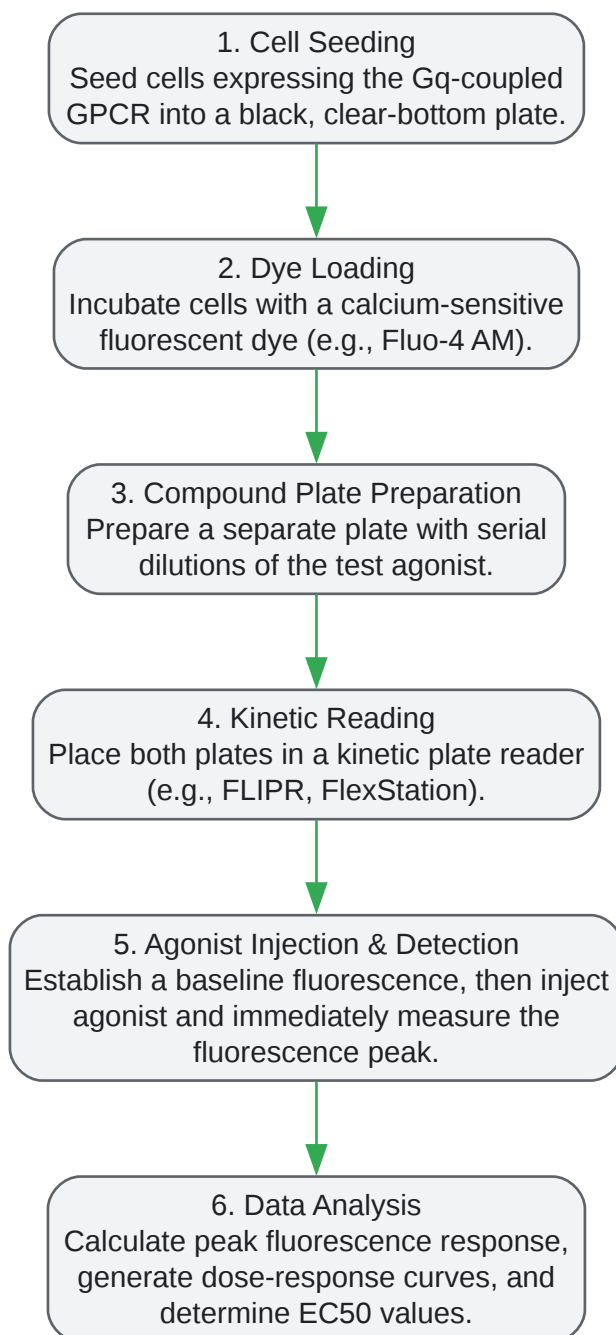 1. Cell Seeding
Seed cells expressing the Gq-coupled
GPCR into a black, clear-bottom plate.
2. Dye Loading
Incubate cells with a calcium-sensitive
fluorescent dye (e.g., Fluo-4 AM).
3. Compound Plate Preparation
Prepare a separate plate with serial
dilutions of the test agonist.
4. Kinetic Reading
Place both plates in a kinetic plate reader
(e.g., FLIPR, FlexStation).
5. Agonist Injection & Detection
Establish a baseline fluorescence, then inject
agonist and immediately measure the
fluorescence peak.
6. Data Analysis
Calculate peak fluorescence response,
generate dose-response curves, and
determine EC50 values.